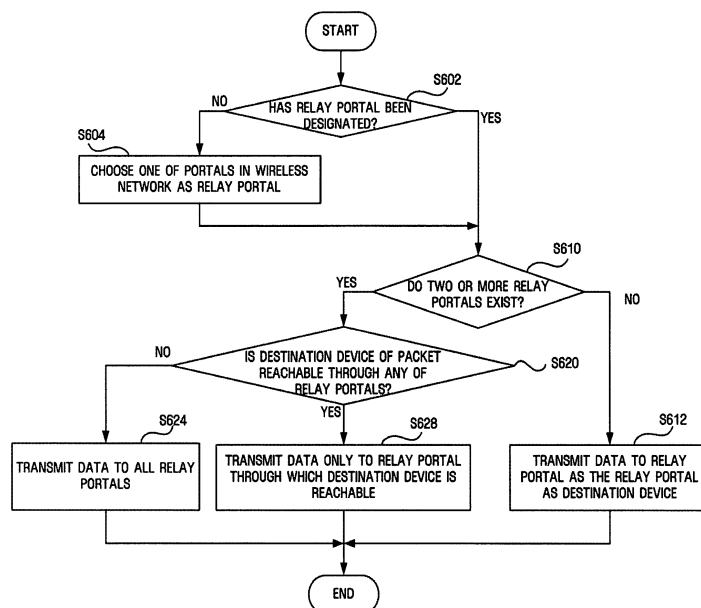 START
S602
NO
HAS RELAY PORTAL BEEN
DESIGNATED?
YES
S604
CHOOSE ONE OF PORTALS IN WIRELESS
NETWORK AS RELAY PORTAL
S610
YES
DO TWO OR MORE RELAY
PORTALS EXIST?
NO
NO
IS DESTINATION DEVICE OF PACKET
REACHABLE THROUGH ANY OF
RELAY PORTALS?
S620
YES
S624
TRANSMIT DATA TO ALL RELAY
PORTALS
S628
TRANSMIT DATA ONLY TO RELAY PORTAL
THROUGH WHICH DESTINATION DEVICE IS
REACHABLE
S612
TRANSMIT DATA TO RELAY
PORTAL AS THE RELAY PORTAL
AS DESTINATION DEVICE
END